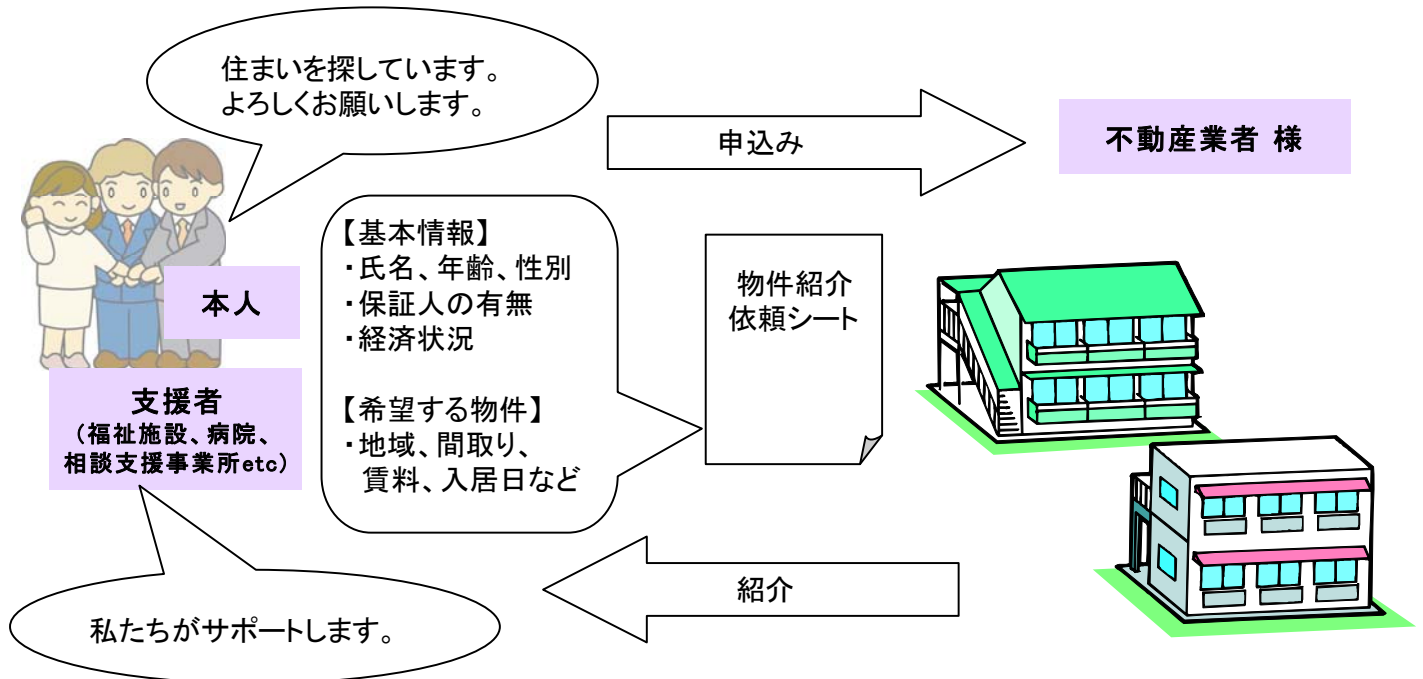 住まいを探しています。
よろしくお願いします。
申込み
不動産業者 様
本人
支援者
（福祉施設、病院、
相談支援事業所etc）
【基本情報】
・氏名、年齢、性別
・保証人の有無
・経済状況
【希望する物件】
・地域、間取り、
賃料、入居日など
物件紹介
依頼シート
紹介
私たちがサポートします。